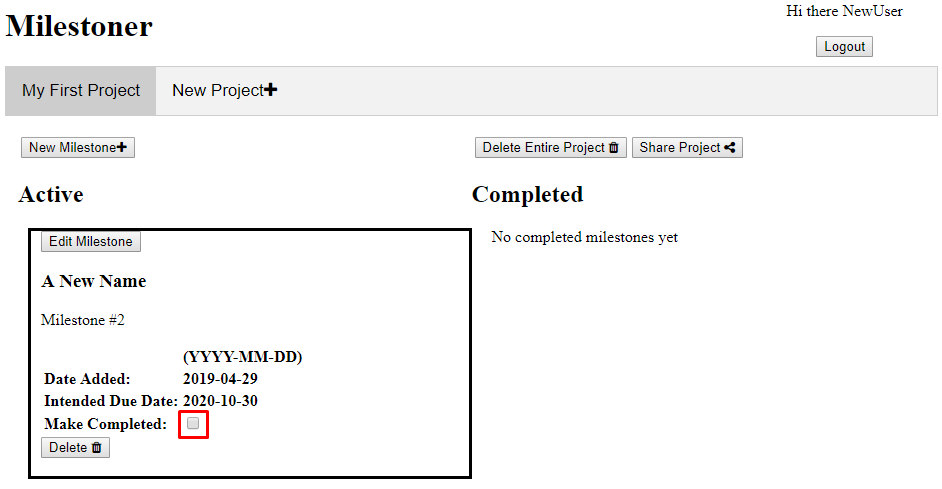 Milestoner
Hi there NewUser
Logout
My First Project New Project
New Milestone
Delete Entire Project Share Project
Active
Completed
Edit Milestone
No completed milestones yet
A New Name
Milestone #2
(YYYY-MM-DD)
Date Added: 2019-04-29
Intended Due Date: 2020-10-30
Make Completed:
Delete